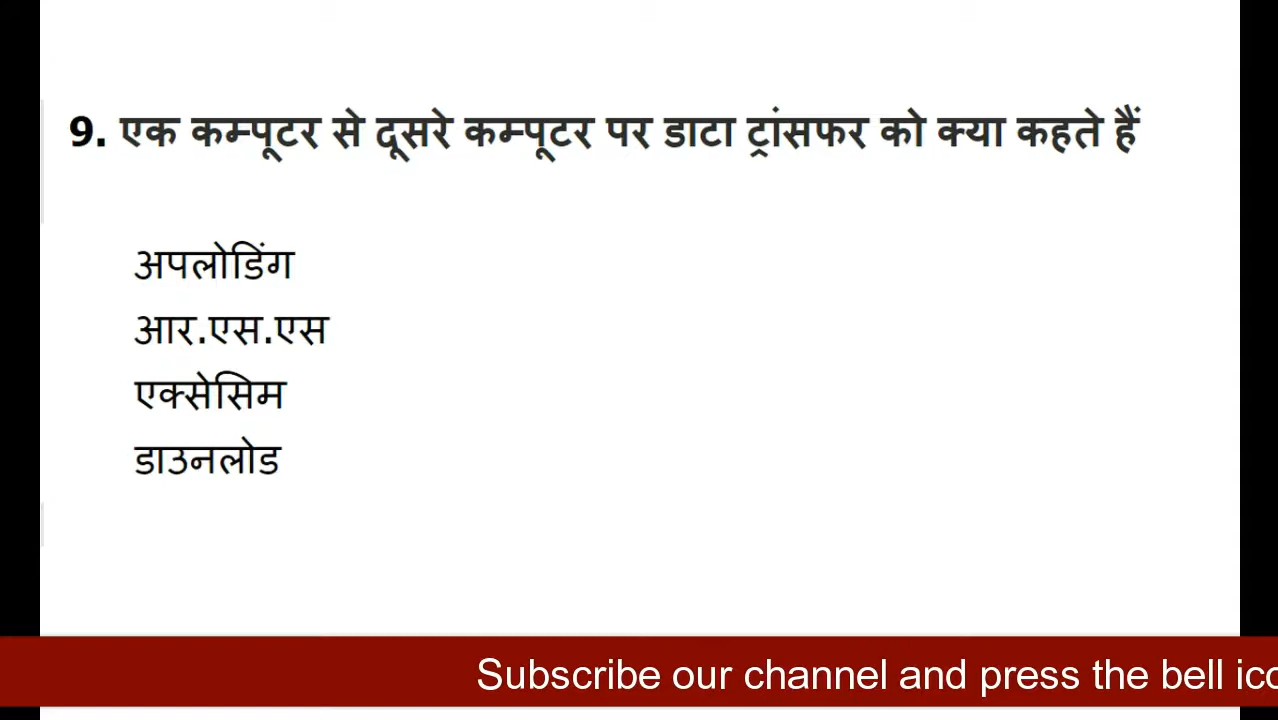 9. एक कम्पूटर से दूसरे कम्पूटर पर डाटा ट्रांसफर को क्या कहते हैं
अपलोडिंग
आर.एस.एस
एक्सेसिम
डाउनलोड
Subscribe our channel and press the bell ico